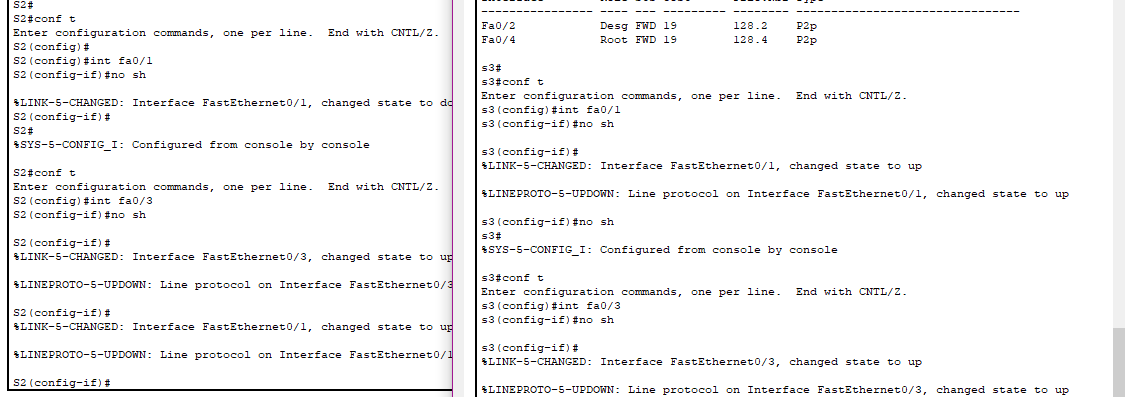 S2#
S2#conf t
Enter configuration commands, one per line.  End with CNTL/Z.
S2(config)#
S2(config)#int fa0/1
S2(config-if)#no sh
%LINK-5-CHANGED: Interface FastEthernet0/1, changed state to do
S2(config-if)#
S2#
%SYS-5-CONFIG_I: Configured from console by console
S2#conf t
Enter configuration commands, one per line.  End with CNTL/Z.
S2(config)#int fa0/3
S2(config-if)#no sh
S2(config-if)#
%LINK-5-CHANGED: Interface FastEthernet0/3, changed state to up
%LINEPROTO-5-UPDOWN: Line protocol on Interface FastEthernet0/3
S2(config-if)#
%LINK-5-CHANGED: Interface FastEthernet0/1, changed state to up
%LINEPROTO-5-UPDOWN: Line protocol on Interface FastEthernet0/1
S2(config-if)#
---------------- ---- --- --------- -------- --------------------------------
Fa0/2            Desg FWD 19        128.2    P2p
Fa0/4            Root FWD 19        128.4    P2p
s3#
s3#conf t
Enter configuration commands, one per line.  End with CNTL/Z.
s3(config)#int fa0/1
s3(config-if)#no sh
s3(config-if)#
%LINK-5-CHANGED: Interface FastEthernet0/1, changed state to up
%LINEPROTO-5-UPDOWN: Line protocol on Interface FastEthernet0/1, changed state to up
s3(config-if)#no sh
s3#
%SYS-5-CONFIG_I: Configured from console by console
s3#conf t
Enter configuration commands, one per line.  End with CNTL/Z.
s3(config)#int fa0/3
s3(config-if)#no sh
s3(config-if)#
%LINK-5-CHANGED: Interface FastEthernet0/3, changed state to up
%LINEPROTO-5-UPDOWN: Line protocol on Interface FastEthernet0/3, changed state to up